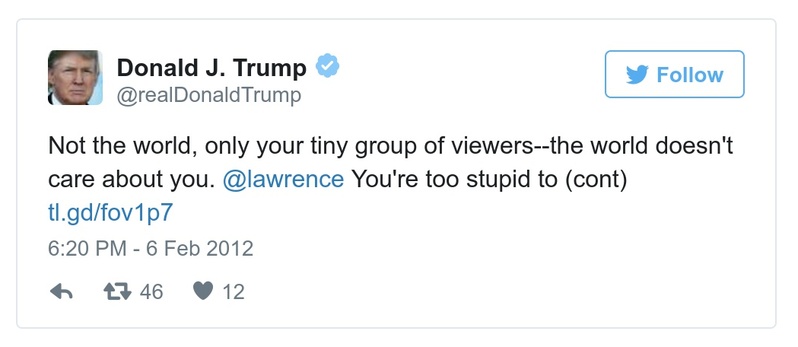 Donald J. Trump
@realDonaldTrump
Follow
Not the world, only your tiny group of viewers--the world doesn't
care about you. @lawrence You're too stupid to (cont)
tl.gd/fov1p7
6:20 PM - 6 Feb 2012
46 12